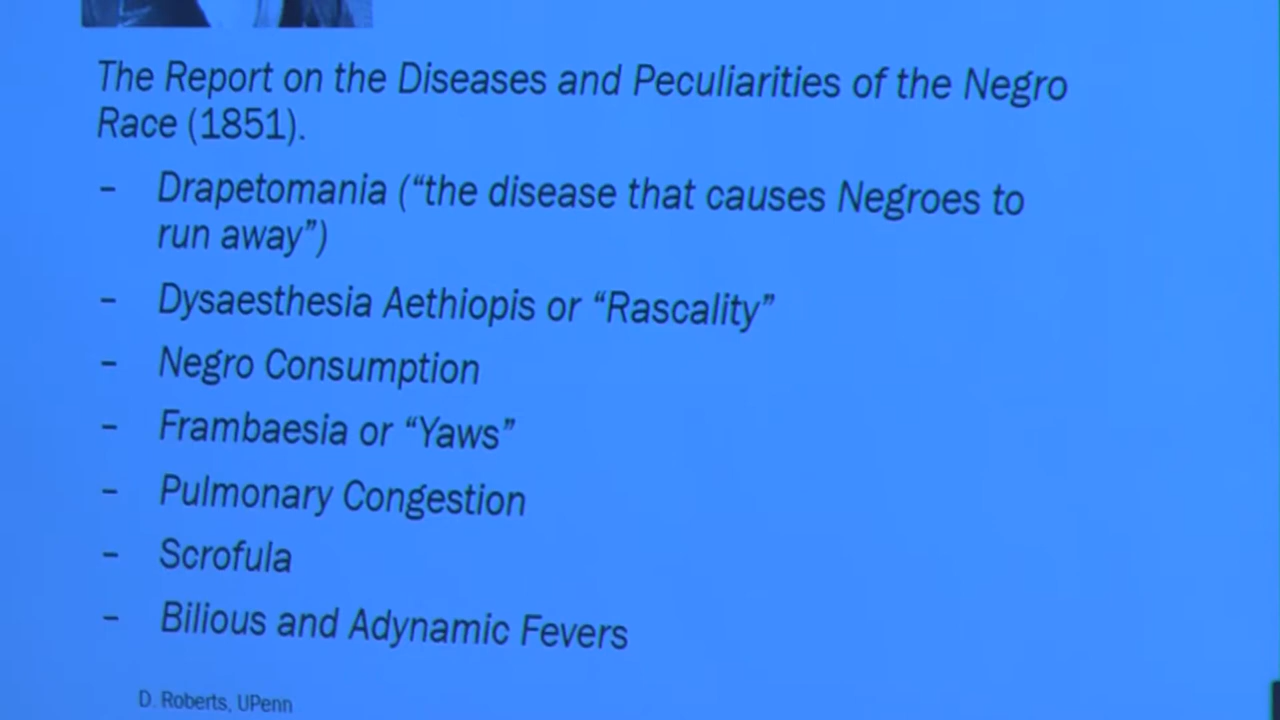 The Report on the Diseases and Peculiarities of the Negro
Race (1851).
– Drapetomania (“the disease that causes Negroes to
run away”)
– Dysaesthesia Aethiopis or “Rascality”
– Negro Consumption
– Frambaesia or “Yaws”
– Pulmonary Congestion
– Scrofula
– Bilious and Adynamic Fevers
D. Roberts, UPenn